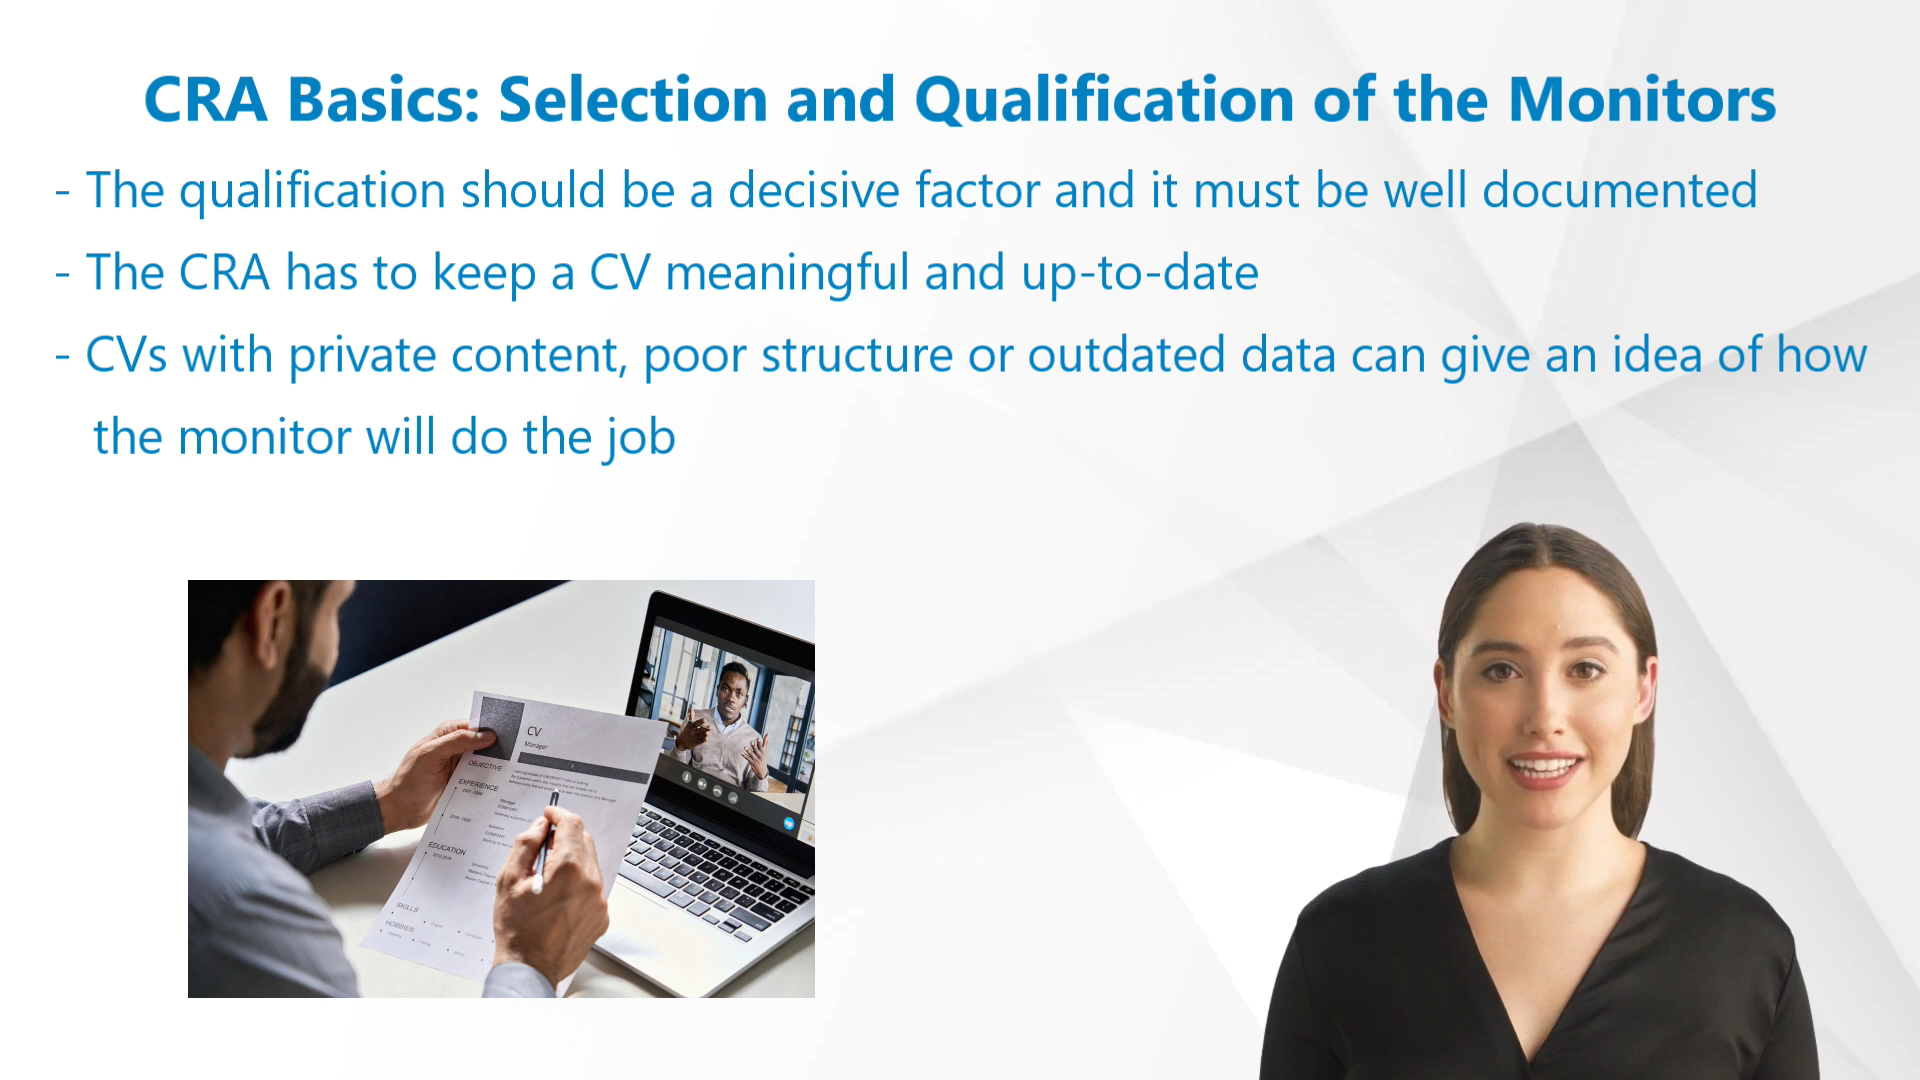 CRA Basics: Selection and Qualification of the Monitors
- The qualification should be a decisive factor and it must be well documented
- The CRA has to keep a CV meaningful and up-to-date
- CVs with private content, poor structure or outdated data can give an idea of how
the monitor will do the job
CV
Manager
OBJECTIVE
EXPERIENCE
EDUCATION
SKILLS
HOBBIES